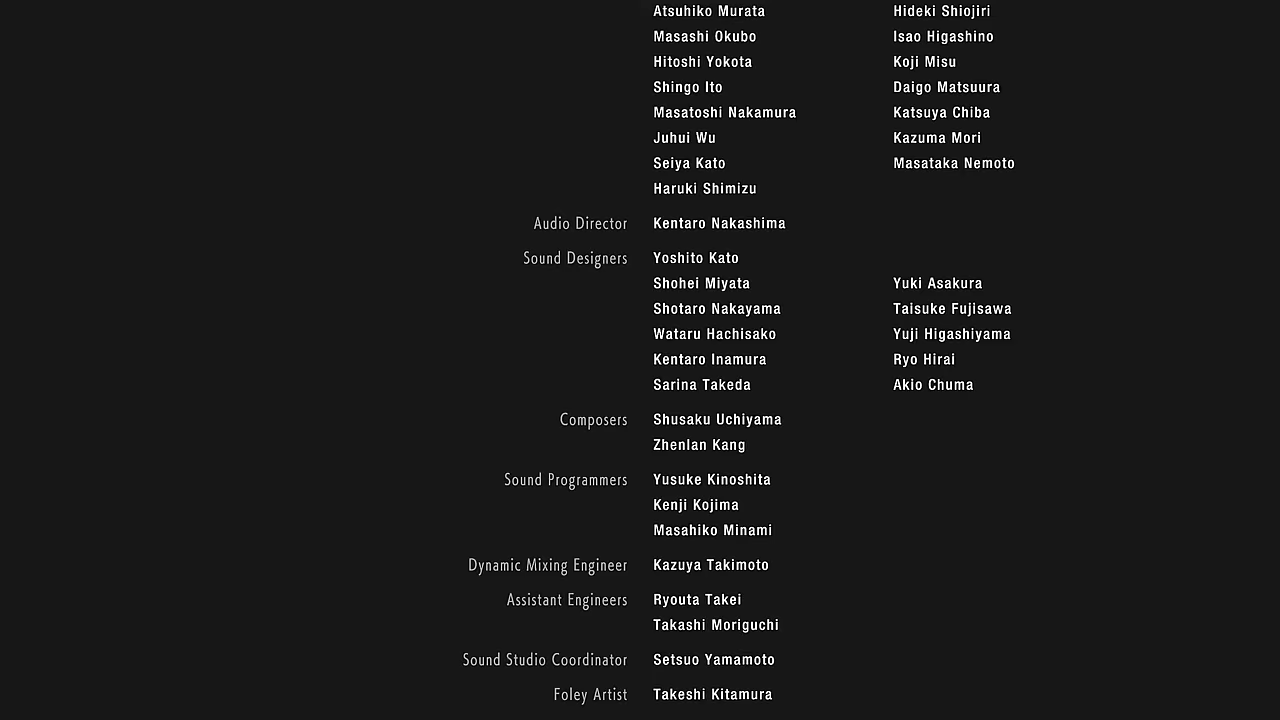 Atsuhiko Murata Hideki Shiojiri
Masashi Okubo Isao Higashino
Hitoshi Yokota Koji Misu
Shingo Ito Daigo Matsuura
Masatoshi Nakamura Katsuya Chiba
Juhui Wu Kazuma Mori
Seiya Kato Masataka Nemoto
Haruki Shimizu
Audio Director Kentaro Nakashima
Sound Designers Yoshito Kato
Shohei Miyata Yuki Asakura
Shotaro Nakayama Taisuke Fujisawa
Wataru Hachisako Yuji Higashiyama
Kentaro Inamura Ryo Hirai
Sarina Takeda Akio Chuma
Composers Shusaku Uchiyama
Zhenlan Kang
Sound Programmers Yusuke Kinoshita
Kenji Kojima
Masahiko Minami
Dynamic Mixing Engineer Kazuya Takimoto
Assistant Engineers Ryouta Takei
Takashi Moriguchi
Sound Studio Coordinator Setsuo Yamamoto
Foley Artist Takeshi Kitamura